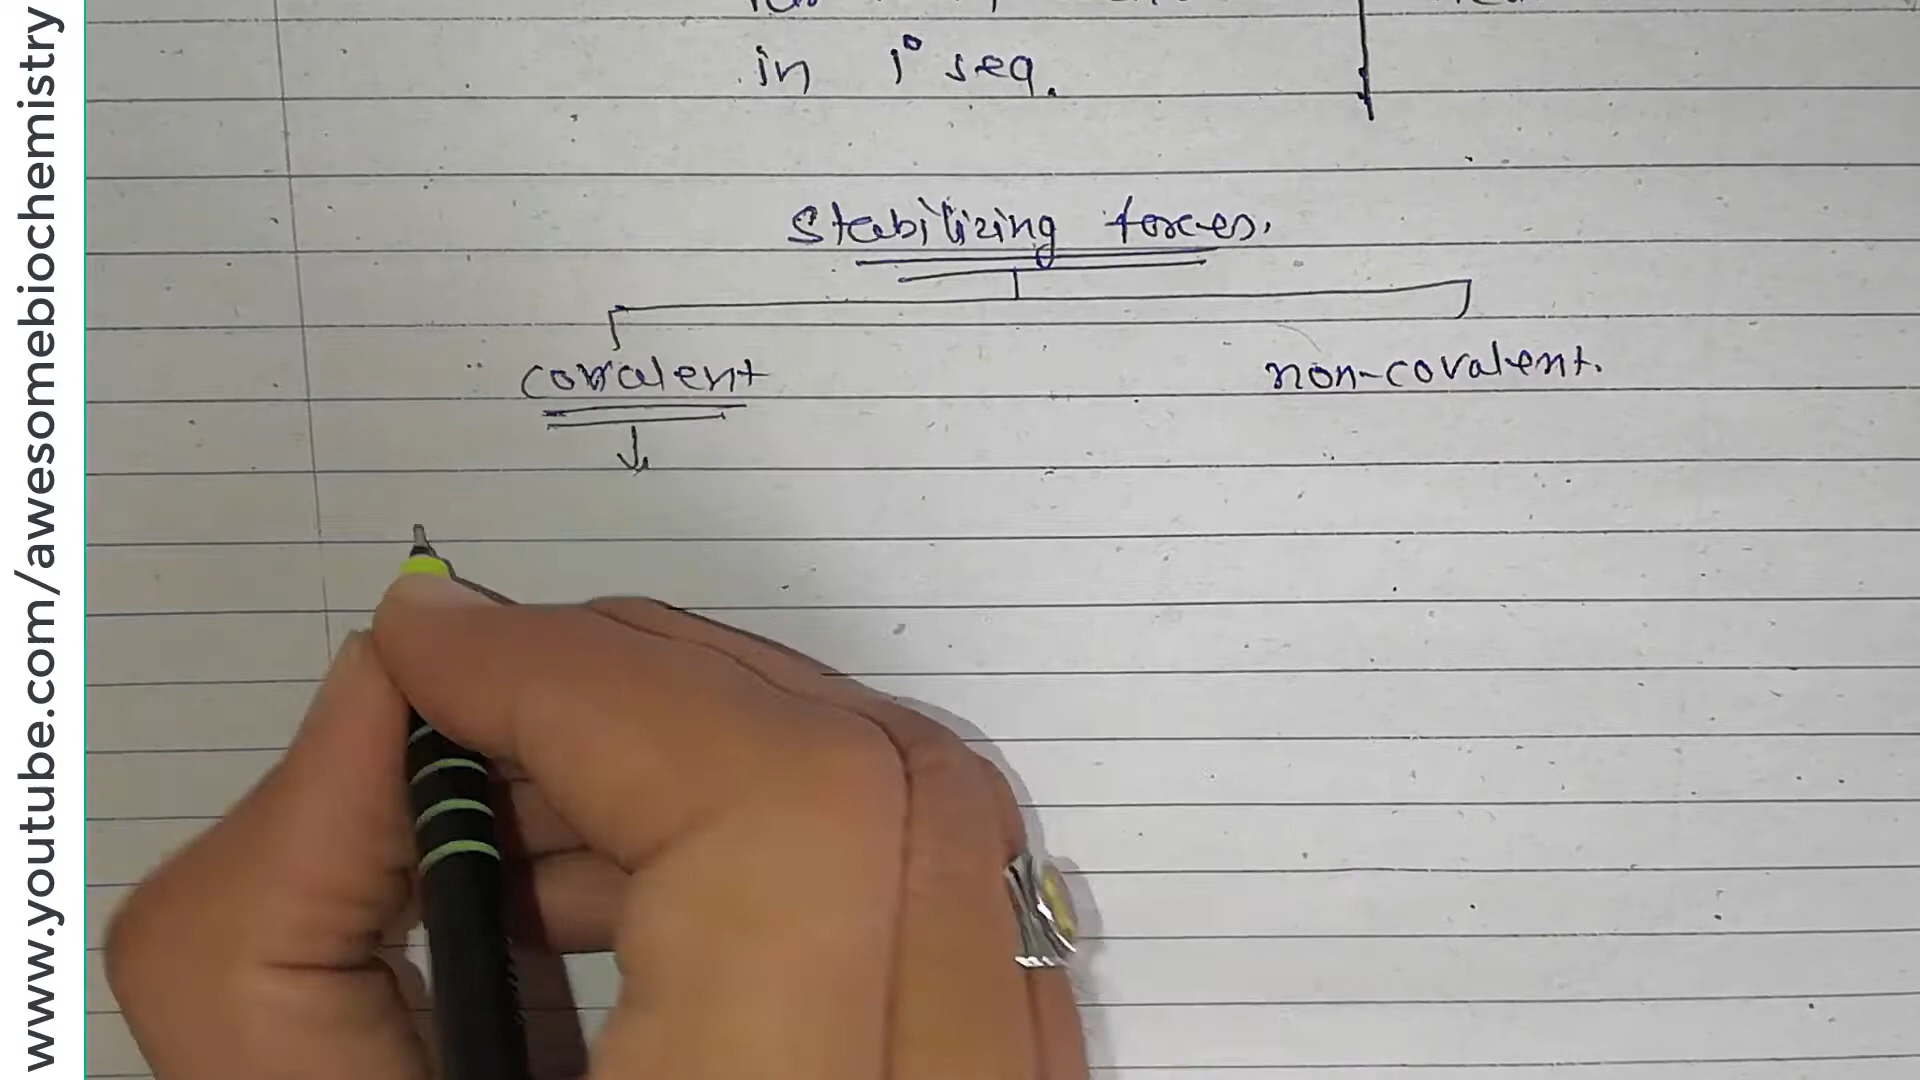 in 1° seq.
Stabilizing forces.
covalent
non-covalent.
www.youtube.com/awesomebiochemistry